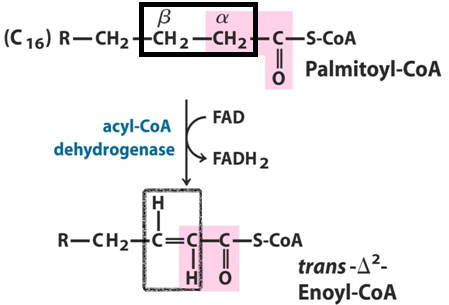 β α
(C₁₆) R—CH₂—CH₂—CH₂—C—S-CoA
O
Palmitoyl-CoA
acyl-CoA
dehydrogenase
FAD
FADH₂
H
R—CH₂—C=C—C—S-CoA
H O
trans-Δ²-
Enoyl-CoA